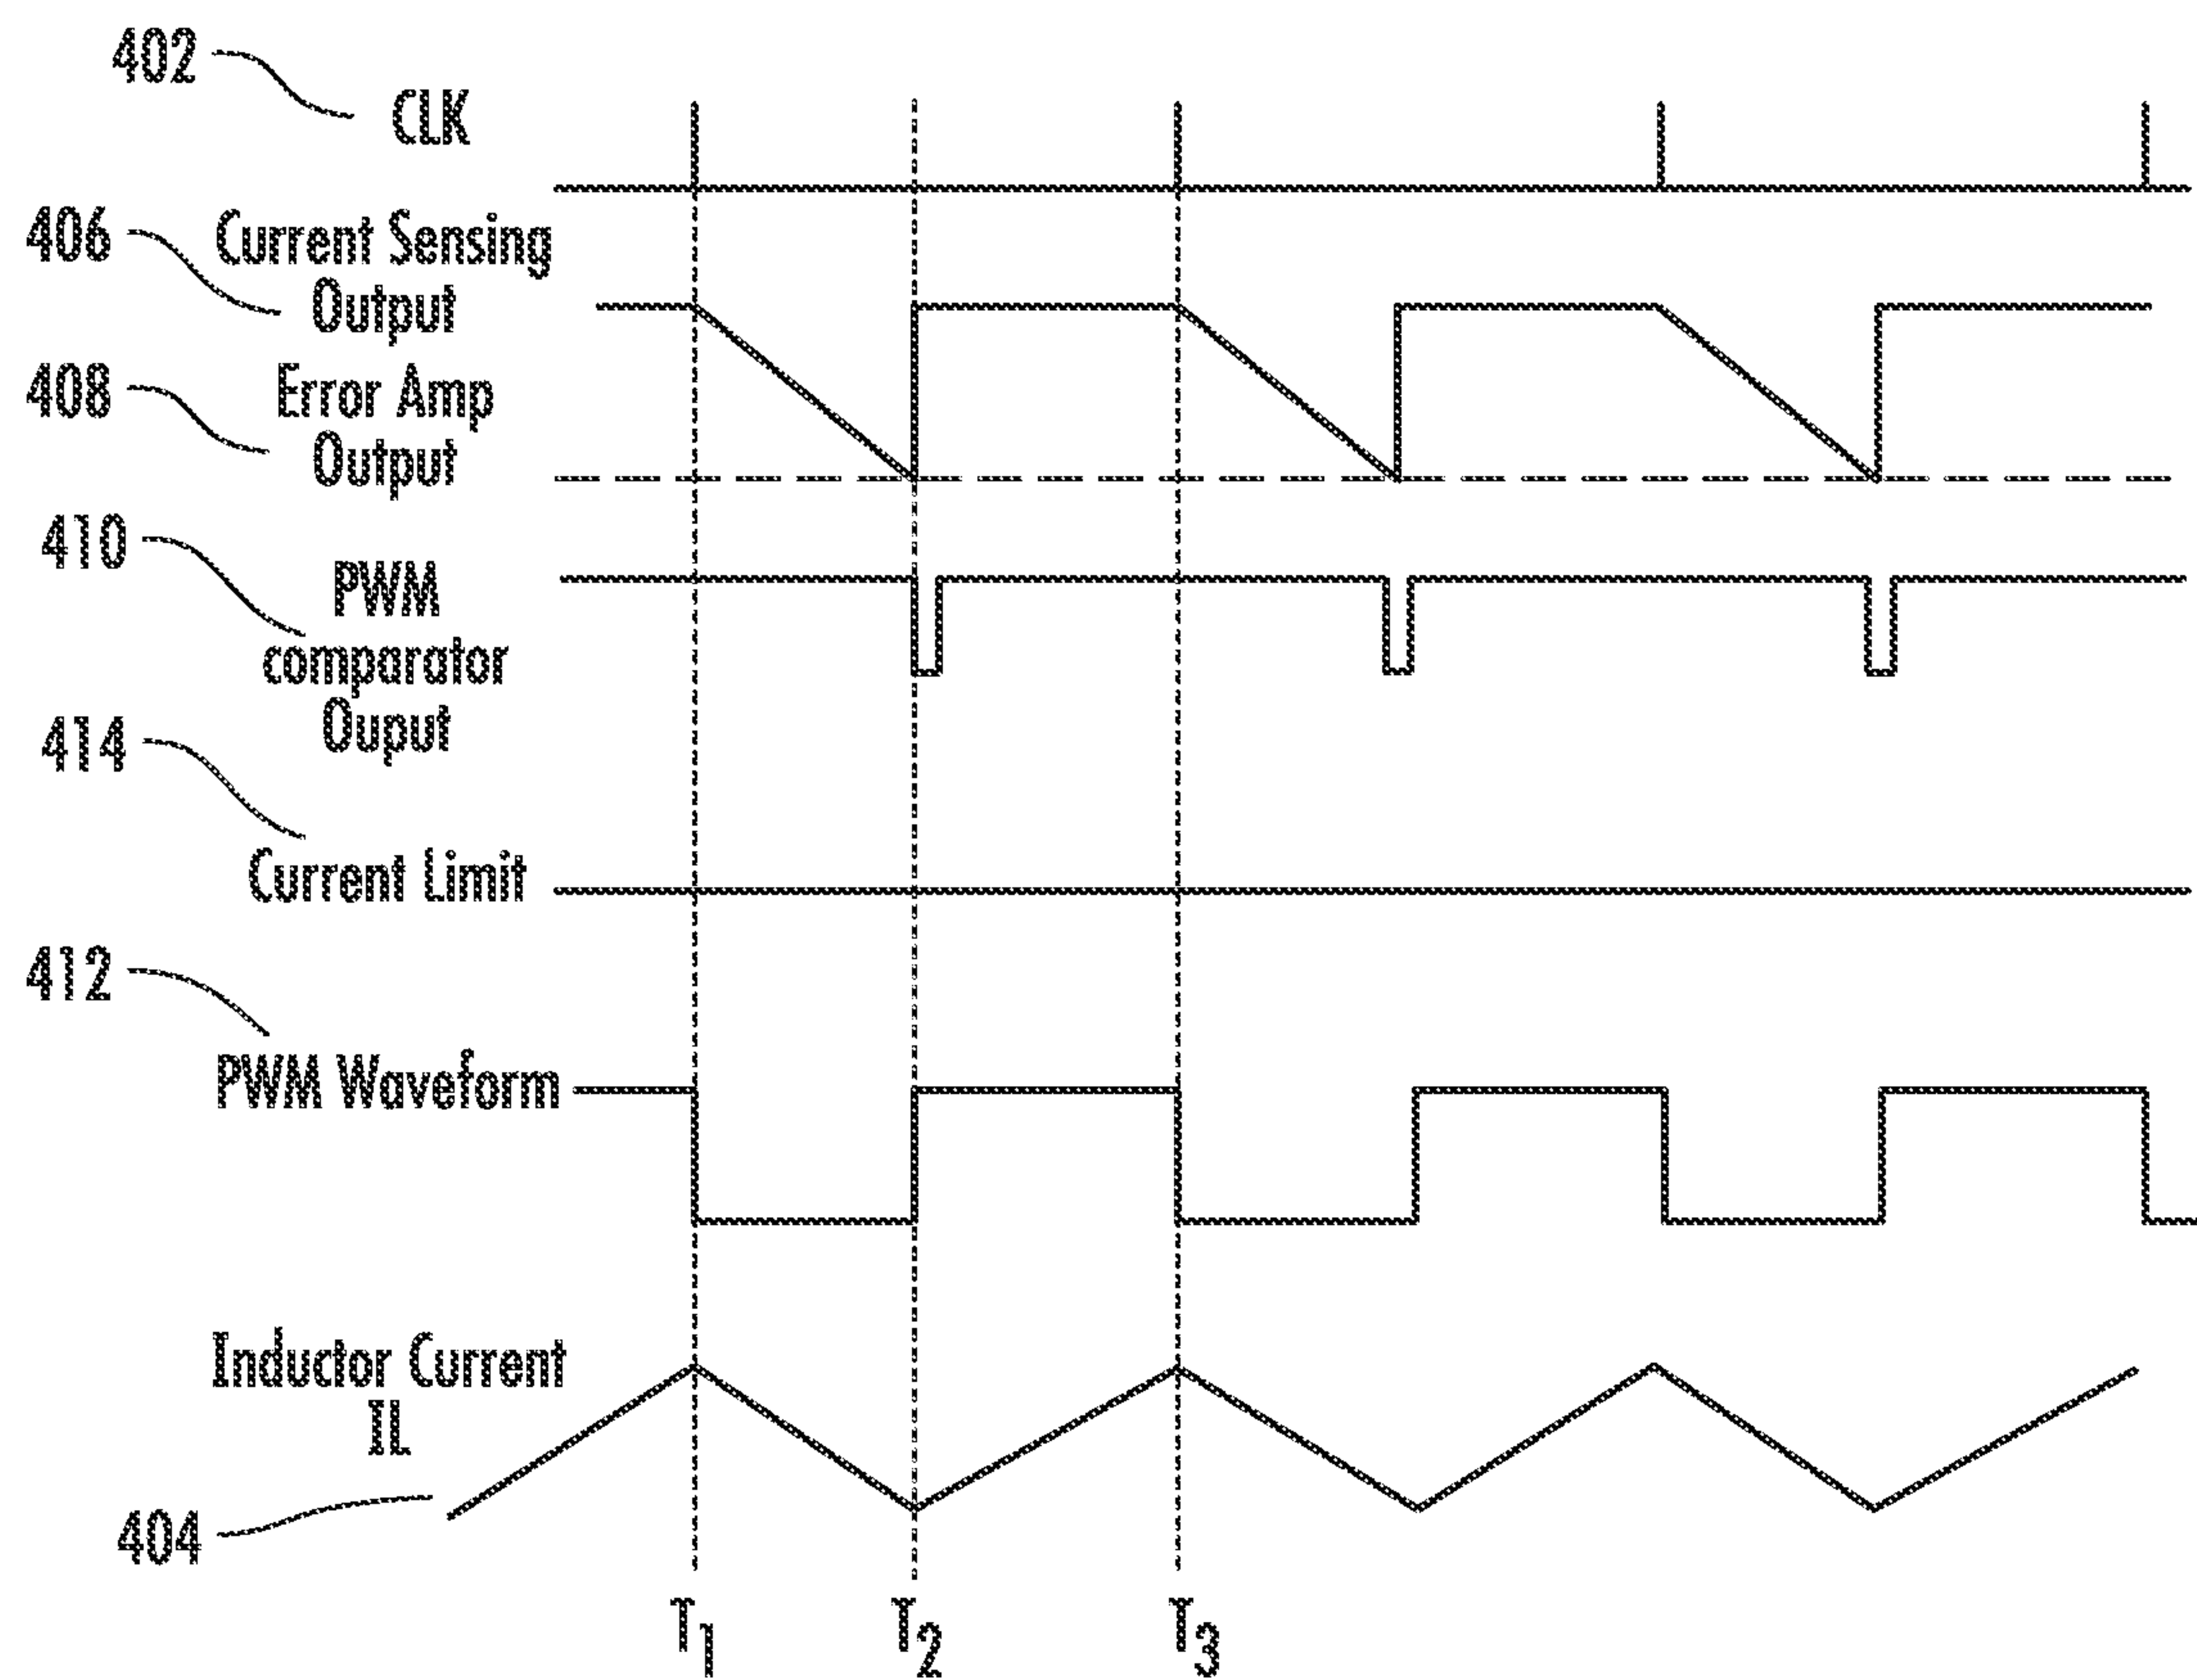 402
CLK
406
Current Sensing
Output
408
Error Amp
Output
410
PWM
comparator
Ouput
414
Current Limit
412
PWM Waveform
Inductor Current
IL
404
T1
T2
T3